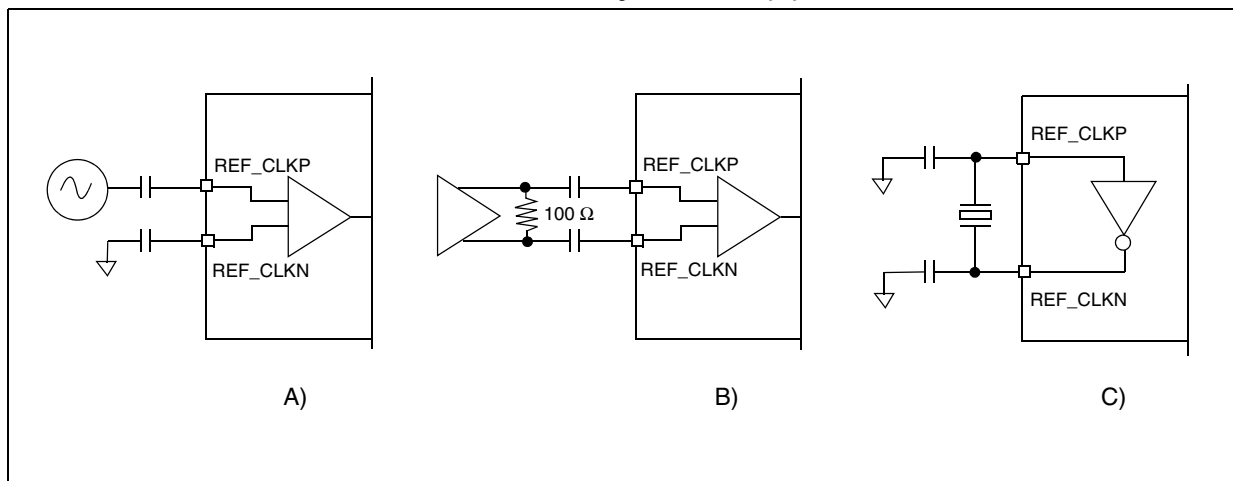 REF_CLKP
REF_CLKN
A)
REF_CLKP
100 Ω
REF_CLKN
B)
REF_CLKP
REF_CLKN
C)